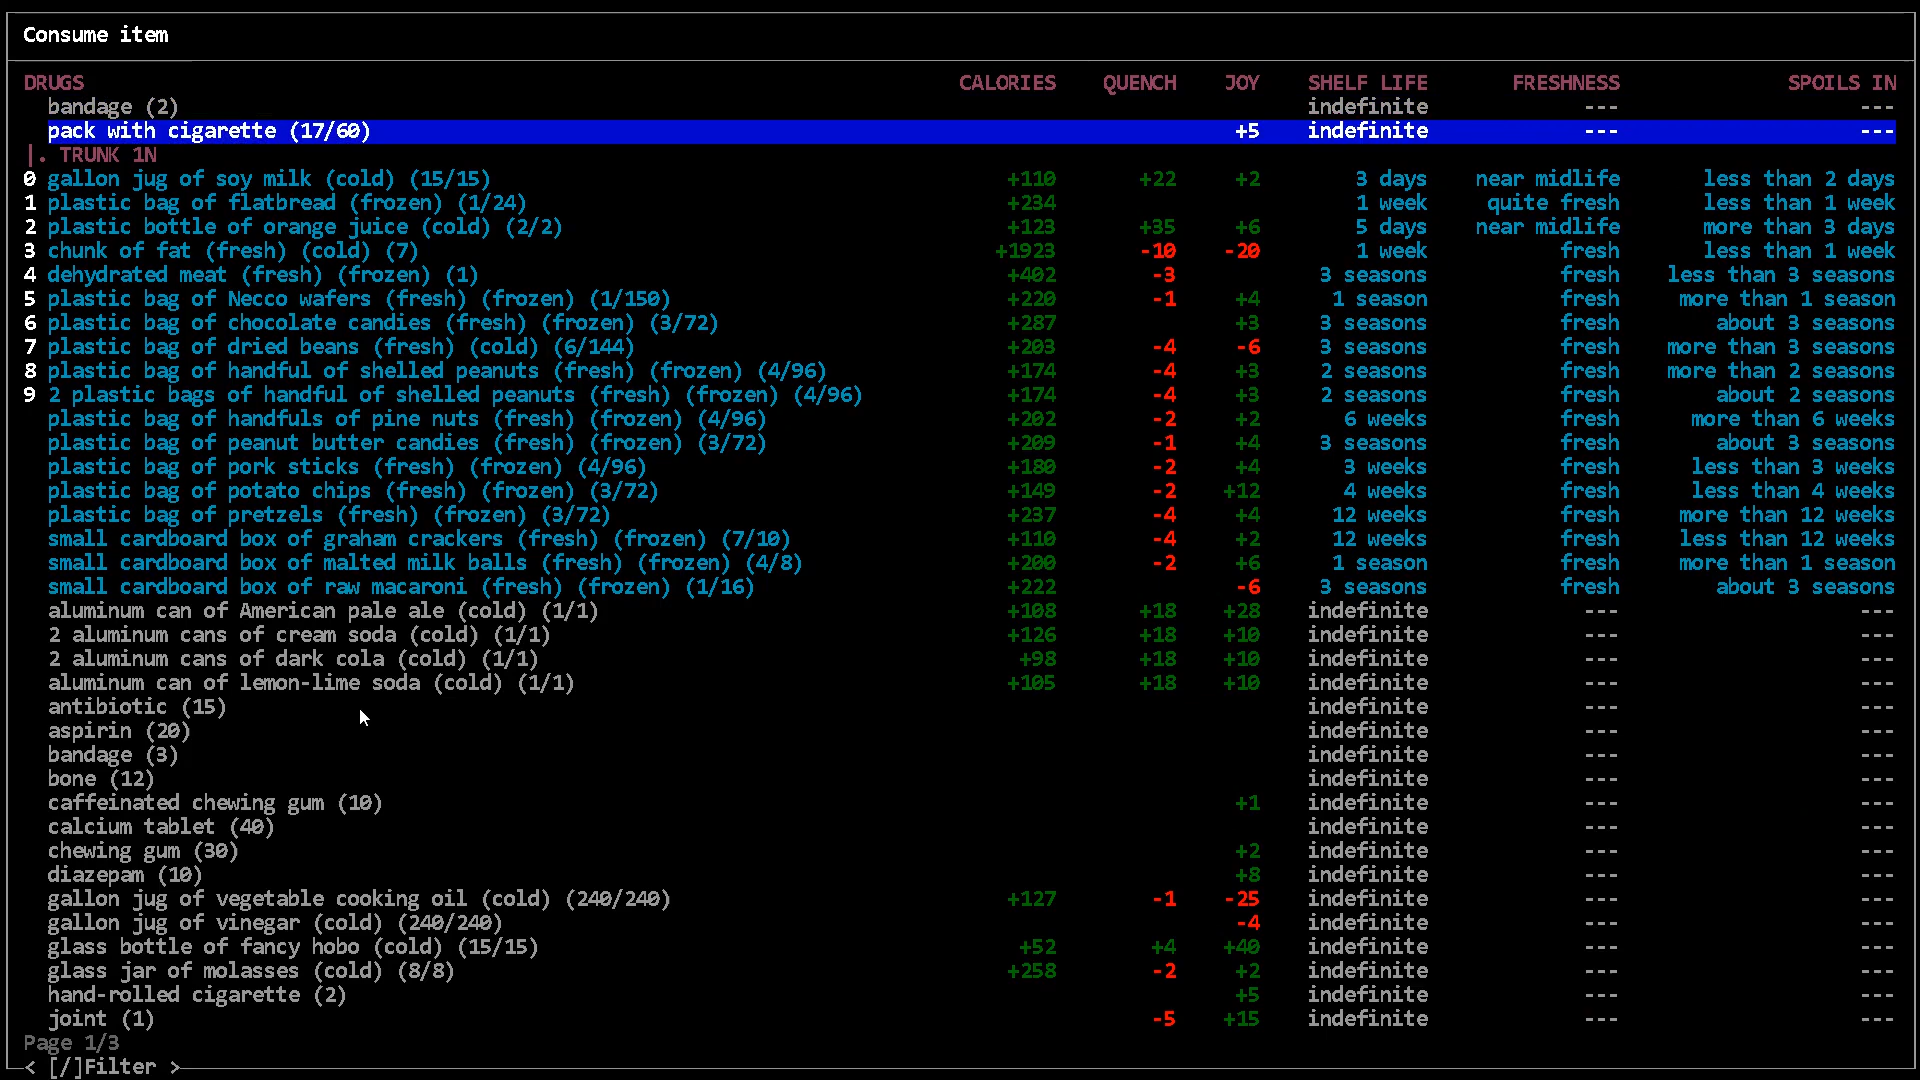 Consume item
DRUGS CALORIES QUENCH JOY SHELF LIFE FRESHNESS SPOILS IN
bandage (2) indefinite --- ---
pack with cigarette (17/60) +5 indefinite --- ---
|. TRUNK 1N
0 gallon jug of soy milk (cold) (15/15) +110 +22 +2 3 days near midlife less than 2 days
1 plastic bag of flatbread (frozen) (1/24) +234 1 week quite fresh less than 1 week
2 plastic bottle of orange juice (cold) (2/2) +123 +35 +6 5 days near midlife more than 3 days
3 chunk of fat (fresh) (cold) (7) +1923 -10 -20 1 week fresh less than 1 week
4 dehydrated meat (fresh) (frozen) (1) +402 -3 3 seasons fresh less than 3 seasons
5 plastic bag of Necco wafers (fresh) (frozen) (1/150) +220 -1 +4 1 season fresh more than 1 season
6 plastic bag of chocolate candies (fresh) (frozen) (3/72) +287 +3 3 seasons fresh about 3 seasons
7 plastic bag of dried beans (fresh) (cold) (6/144) +203 -4 -6 3 seasons fresh more than 3 seasons
8 plastic bag of handful of shelled peanuts (fresh) (frozen) (4/96) +174 -4 +3 2 seasons fresh more than 2 seasons
9 2 plastic bags of handful of shelled peanuts (fresh) (frozen) (4/96) +174 -4 +3 2 seasons fresh about 2 seasons
plastic bag of handfuls of pine nuts (fresh) (frozen) (4/96) +202 -2 +2 6 weeks fresh more than 6 weeks
plastic bag of peanut butter candies (fresh) (frozen) (3/72) +209 -1 +4 3 seasons fresh about 3 seasons
plastic bag of pork sticks (fresh) (frozen) (4/96) +180 -2 +4 3 weeks fresh less than 3 weeks
plastic bag of potato chips (fresh) (frozen) (3/72) +149 -2 +12 4 weeks fresh less than 4 weeks
plastic bag of pretzels (fresh) (frozen) (3/72) +237 -4 +4 12 weeks fresh more than 12 weeks
small cardboard box of graham crackers (fresh) (frozen) (7/10) +110 -4 +2 12 weeks fresh less than 12 weeks
small cardboard box of malted milk balls (fresh) (frozen) (4/8) +200 -2 +6 1 season fresh more than 1 season
small cardboard box of raw macaroni (fresh) (frozen) (1/16) +222 -6 3 seasons fresh about 3 seasons
aluminum can of American pale ale (cold) (1/1) +108 +18 +28 indefinite --- ---
2 aluminum cans of cream soda (cold) (1/1) +126 +18 +10 indefinite --- ---
2 aluminum cans of dark cola (cold) (1/1) +98 +18 +10 indefinite --- ---
aluminum can of lemon-lime soda (cold) (1/1) +105 +18 +10 indefinite --- ---
antibiotic (15) indefinite --- ---
aspirin (20) indefinite --- ---
bandage (3) indefinite --- ---
bone (12) indefinite --- ---
caffeinated chewing gum (10) +1 indefinite --- ---
calcium tablet (40) indefinite --- ---
chewing gum (30) +2 indefinite --- ---
diazepam (10) +8 indefinite --- ---
gallon jug of vegetable cooking oil (cold) (240/240) +127 -1 -25 indefinite --- ---
gallon jug of vinegar (cold) (240/240) -4 indefinite --- ---
glass bottle of fancy hobo (cold) (15/15) +52 +4 +40 indefinite --- ---
glass jar of molasses (cold) (8/8) +258 -2 +2 indefinite --- ---
hand-rolled cigarette (2) +5 indefinite --- ---
joint (1) -5 +15 indefinite --- ---
Page 1/3
< [/]Filter >